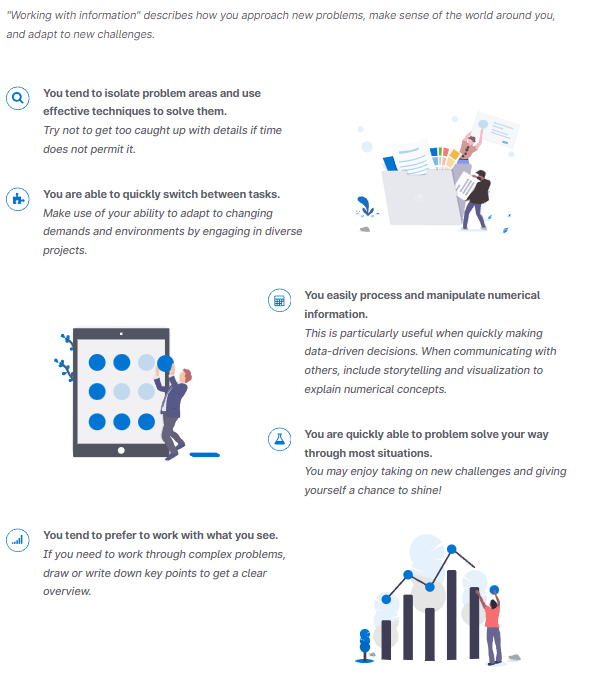 "Working with information" describes how you approach new problems, make sense of the world around you,
and adapt to new challenges.
You tend to isolate problem areas and use
effective techniques to solve them.
Try not to get too caught up with details if time
does not permit it.
You are able to quickly switch between tasks.
Make use of your ability to adapt to changing
demands and environments by engaging in diverse
projects.
You easily process and manipulate numerical
information.
This is particularly useful when quickly making
data-driven decisions. When communicating with
others, include storytelling and visualization to
explain numerical concepts.
You are quickly able to problem solve your way
through most situations.
You may enjoy taking on new challenges and giving
yourself a chance to shine!
You tend to prefer to work with what you see.
If you need to work through complex problems,
draw or write down key points to get a clear
overview.